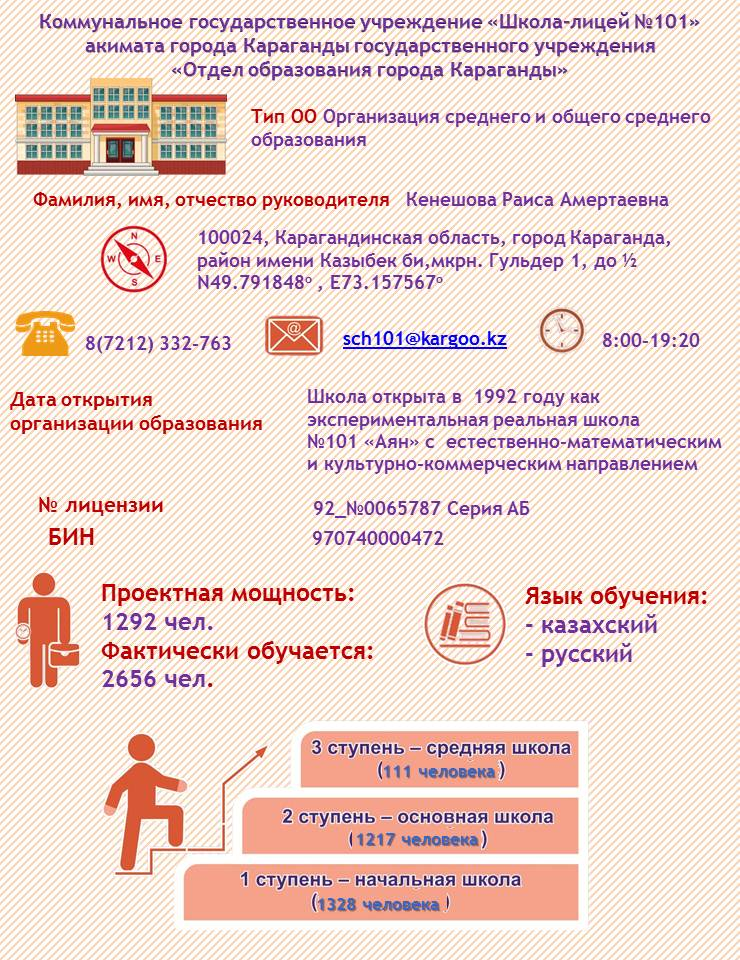 Коммунальное государственное учреждение «Школа-лицей №101»
акимата города Караганды государственного учреждения
«Отдел образования города Караганды»
Тип ОО Организация среднего и общего среднего
образования
Фамилия, имя, отчество руководителя Кенешова Раиса Амертаевна
N
W E
S
100024, Карагандинская область, город Караганда,
район имени Казыбек би,мкрн. Гульдер 1, до ½
N49.791848º , E73.157567º
8(7212) 332-763
@
sch101@kargoo.kz
8:00-19:20
Дата открытия
организации образования
Школа открыта в 1992 году как
экспериментальная реальная школа
№101 «Аян» с естественно-математическим
и культурно-коммерческим направлением
№ лицензии
92_№0065787 Серия АБ
БИН
970740000472
Проектная мощность:
1292 чел.
Фактически обучается:
2656 чел.
Язык обучения:
- казахский
- русский
3 ступень – средняя школа
(111 человека )
2 ступень – основная школа
(1217 человека )
1 ступень – начальная школа
(1328 человека )